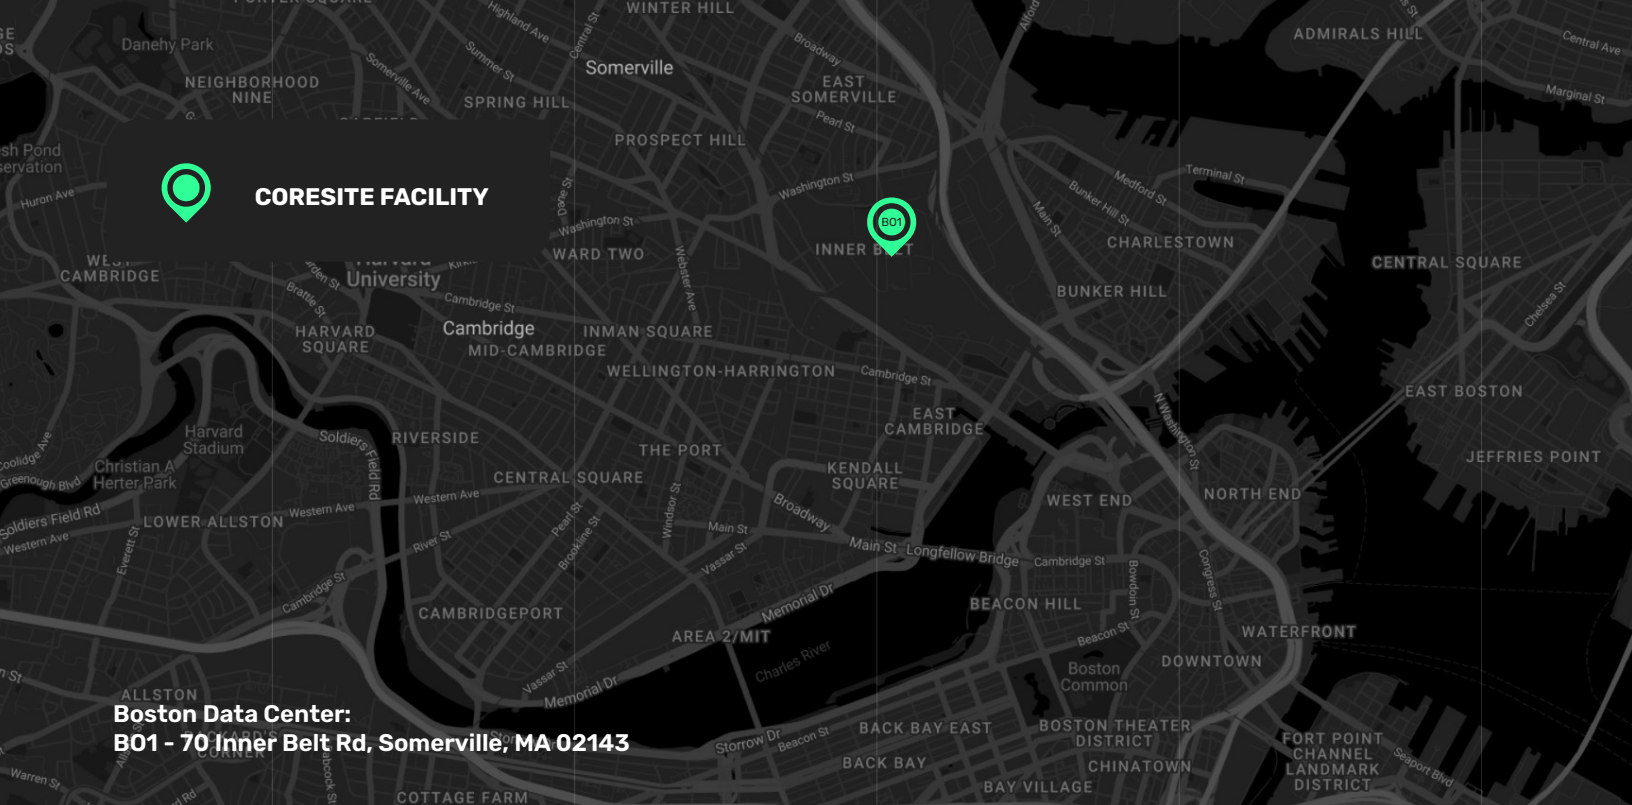 WINTER HILL
Highland Ave
Central St
Alford
ADMIRALS HILL
Central Ave
Danehy Park
Summer St
Broadway
Somerville
NEIGHBORHOOD
NINE
Somerville Ave
SPRING HILL
EAST
SOMERVILLE
Marginal St
Pearl St
PROSPECT HILL
Huron Ave
CORESITE FACILITY
Washington St
Terminal St
Medford St
Bunker Hill St
Main St
B01
Washington St
WARD TWO
INNER BELT
CHARLESTOWN
CENTRAL SQUARE
WEST
CAMBRIDGE
Harvard
University
Webster Ave
BUNKER HILL
Chelsea St
Brattle St
Cambridge St
HARVARD
SQUARE
Cambridge
INMAN SQUARE
MID-CAMBRIDGE
WELLINGTON-HARRINGTON
Cambridge St
EAST BOSTON
EAST
CAMBRIDGE
N Washington St
Harvard
Stadium
Soldiers Field Rd
RIVERSIDE
THE PORT
JEFFRIES POINT
Coolidge Ave
Christian A
Herter Park
Greenough Blvd
CENTRAL SQUARE
KENDALL
SQUARE
WEST END
NORTH END
Western Ave
Western Ave
Windsor St
Broadway
Soldiers Field Rd
LOWER ALLSTON
Western Ave
Everett St
River St
Pearl St
Brookline St
Main St
Vassar St
Main St
Longfellow Bridge
Cambridge St
Bowdoin St
Congress St
Cambridge St
CAMBRIDGEPORT
Memorial Dr
BEACON HILL
AREA 2/MIT
Beacon St
WATERFRONT
Charles River
DOWNTOWN
Boston
Common
Vassar St
Memorial Dr
ALLSTON
Boston Data Center:
B01 - 70 Inner Belt Rd, Somerville, MA 02143
Storrow Dr
Beacon St
BACK BAY EAST
BOSTON THEATER
DISTRICT
FORT POINT
CHANNEL
LANDMARK
DISTRICT
Seaport Blvd
BACK BAY
CHINATOWN
Warren St
BAY VILLAGE
COTTAGE FARM